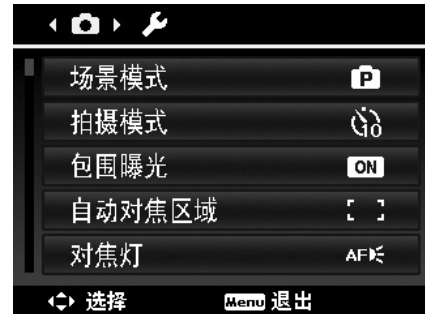 场景模式 P
拍摄模式 10
包围曝光 ON
自动对焦区域
对焦灯 AF
选择 Menu 退出